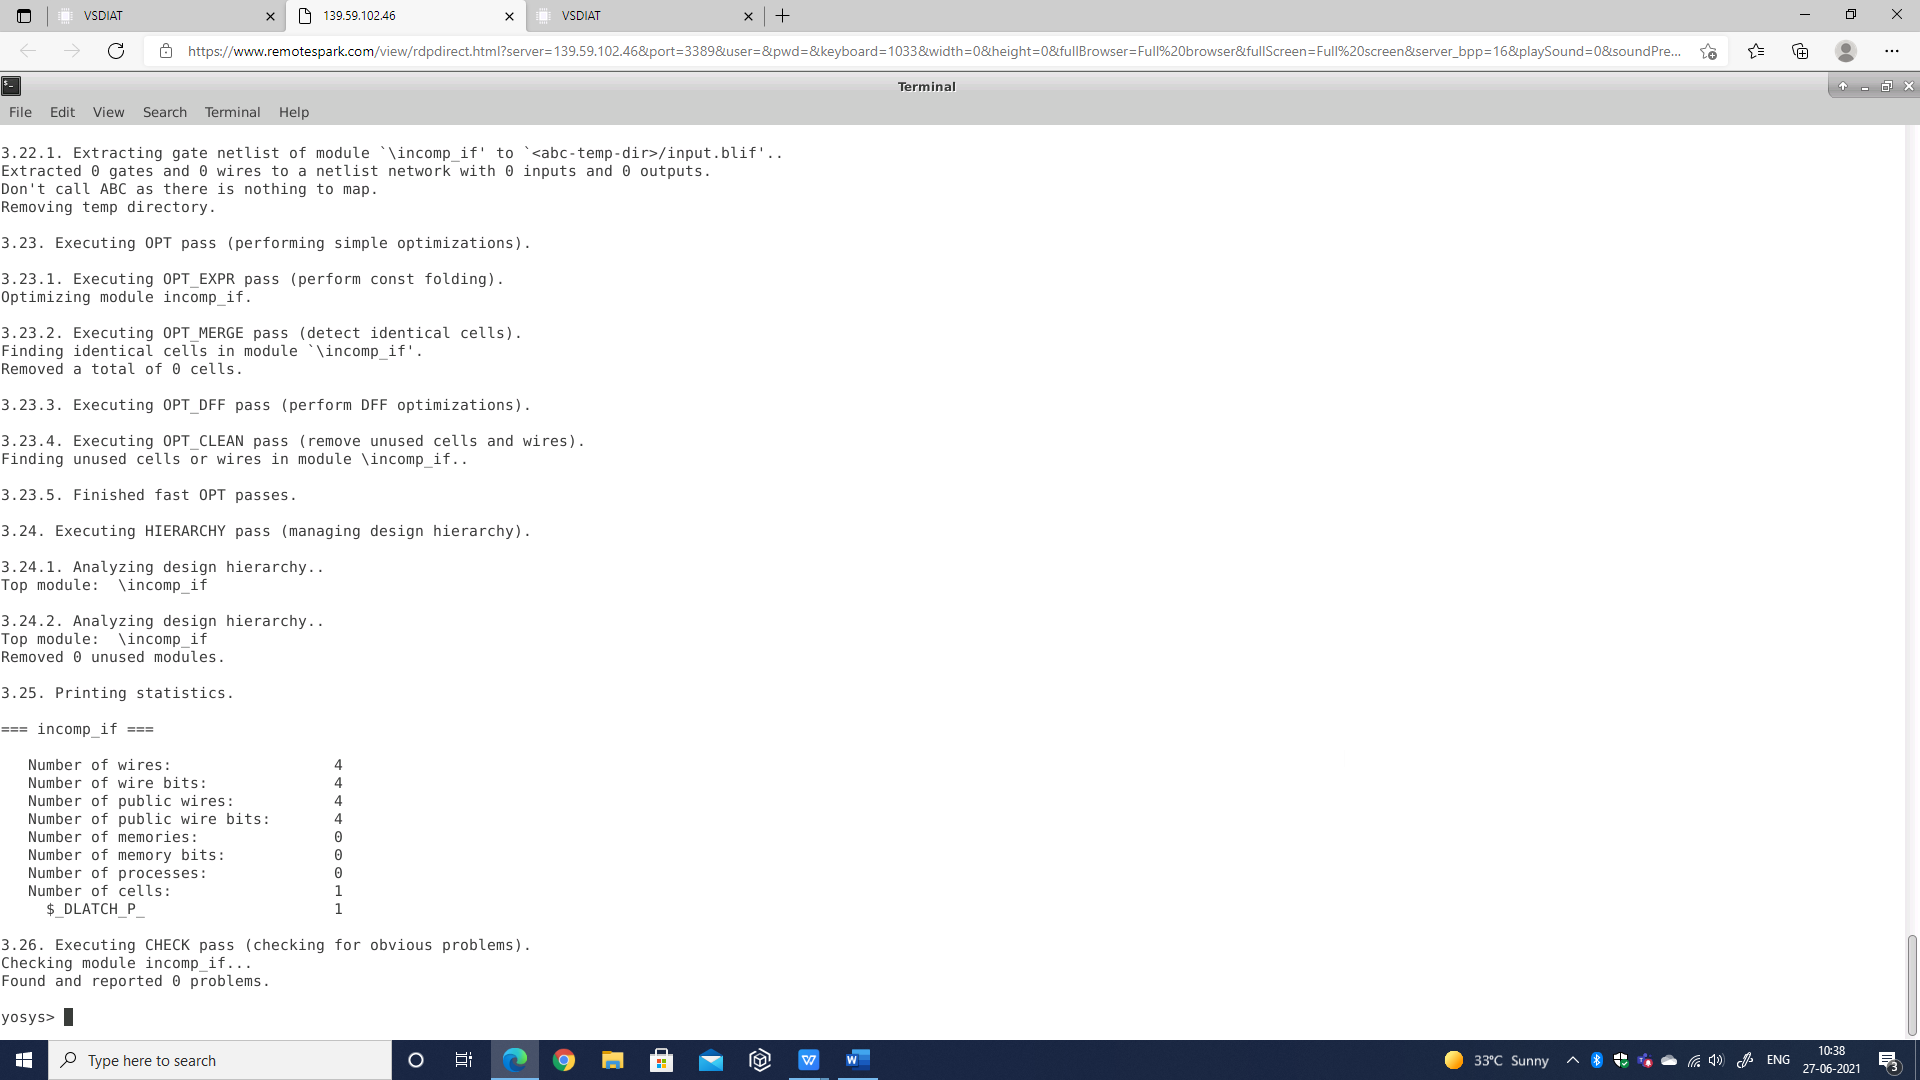 VSDIAT
139.59.102.46
VSDIAT
https://www.remotespark.com/view/rdpdirect.html?server=139.59.102.46&port=3389&user=&pwd=&keyboard=1033&width=0&height=0&fullBrowser=Full%20browser&fullScreen=Full%20screen&server_bpp=16&playSound=0&soundPre...
Terminal
File Edit View Search Terminal Help
3.22.1. Extracting gate netlist of module `\incomp_if' to `<abc-temp-dir>/input.blif'..
Extracted 0 gates and 0 wires to a netlist network with 0 inputs and 0 outputs.
Don't call ABC as there is nothing to map.
Removing temp directory.
3.23. Executing OPT pass (performing simple optimizations).
3.23.1. Executing OPT_EXPR pass (perform const folding).
Optimizing module incomp_if.
3.23.2. Executing OPT_MERGE pass (detect identical cells).
Finding identical cells in module `\incomp_if'.
Removed a total of 0 cells.
3.23.3. Executing OPT_DFF pass (perform DFF optimizations).
3.23.4. Executing OPT_CLEAN pass (remove unused cells and wires).
Finding unused cells or wires in module \incomp_if..
3.23.5. Finished fast OPT passes.
3.24. Executing HIERARCHY pass (managing design hierarchy).
3.24.1. Analyzing design hierarchy..
Top module:  \incomp_if
3.24.2. Analyzing design hierarchy..
Top module:  \incomp_if
Removed 0 unused modules.
3.25. Printing statistics.
=== incomp_if ===
Number of wires: 4
Number of wire bits: 4
Number of public wires: 4
Number of public wire bits: 4
Number of memories: 0
Number of memory bits: 0
Number of processes: 0
Number of cells: 1
$_DLATCH_P_ 1
3.26. Executing CHECK pass (checking for obvious problems).
Checking module incomp_if...
Found and reported 0 problems.
yosys>
Type here to search
33°C Sunny
ENG
10:38
27-06-2021
3